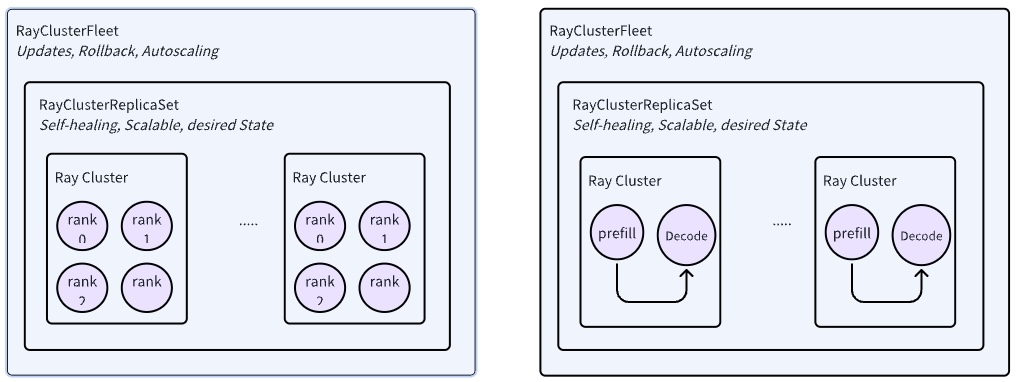 RayClusterFleet
Updates, Rollback, Autoscaling
RayClusterReplicaSet
Self-healing, Scalable, desired State
Ray Cluster
rank
0
rank
1
rank
2
rank
.....
Ray Cluster
rank
0
rank
1
rank
2
rank
RayClusterFleet
Updates, Rollback, Autoscaling
RayClusterReplicaSet
Self-healing, Scalable, desired State
Ray Cluster
prefill
Decode
.....
Ray Cluster
prefill
Decode